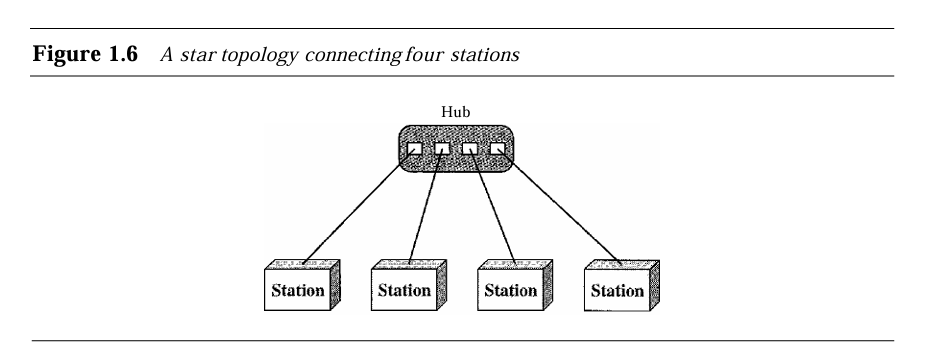 Figure 1.6 A star topology connecting four stations
Hub
Station Station Station Station